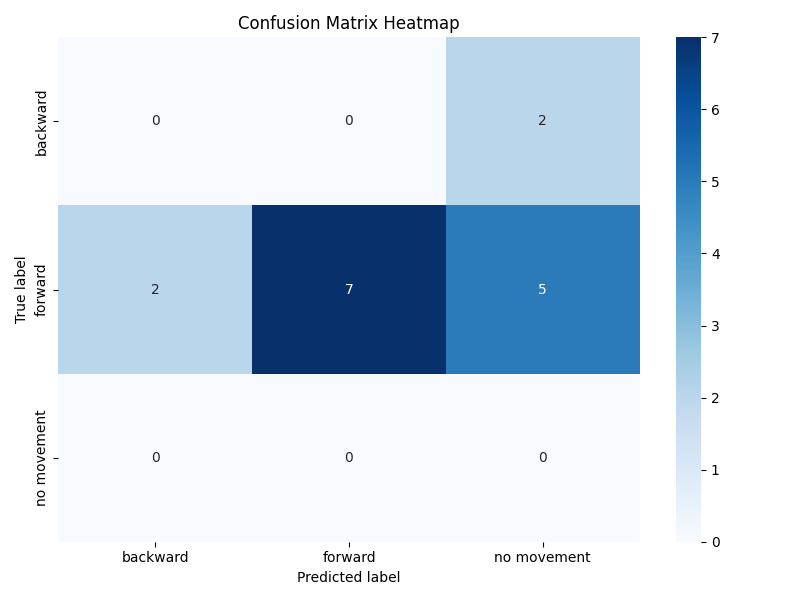 Confusion Matrix Heatmap
True label
backward
0 0 2
forward
2 7 5
no movement
0 0 0
backward forward no movement
Predicted label
7
6
5
4
3
2
1
0